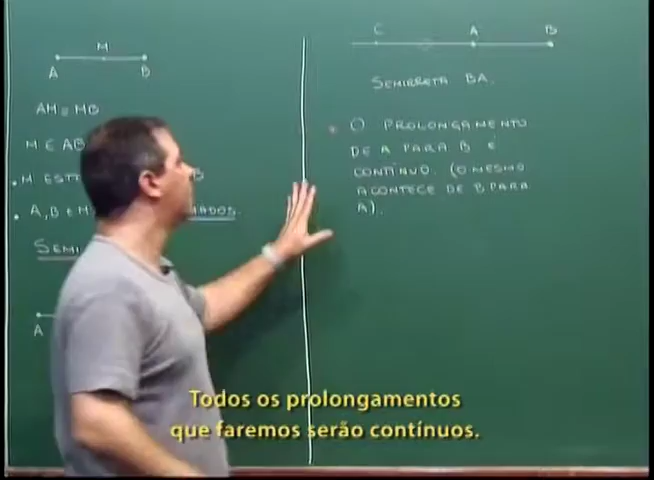 M
A B
AM ≡ MB
M ∈ AB
• M EST
• A, B E M
SEMI
A
C A B
SEMIRRETA BA.
• O PROLONGAMENTO
DE A PARA B É
CONTÍNUO. (O MESMO
ACONTECE DE B PARA
A).
Todos os prolongamentos
que faremos serão contínuos.